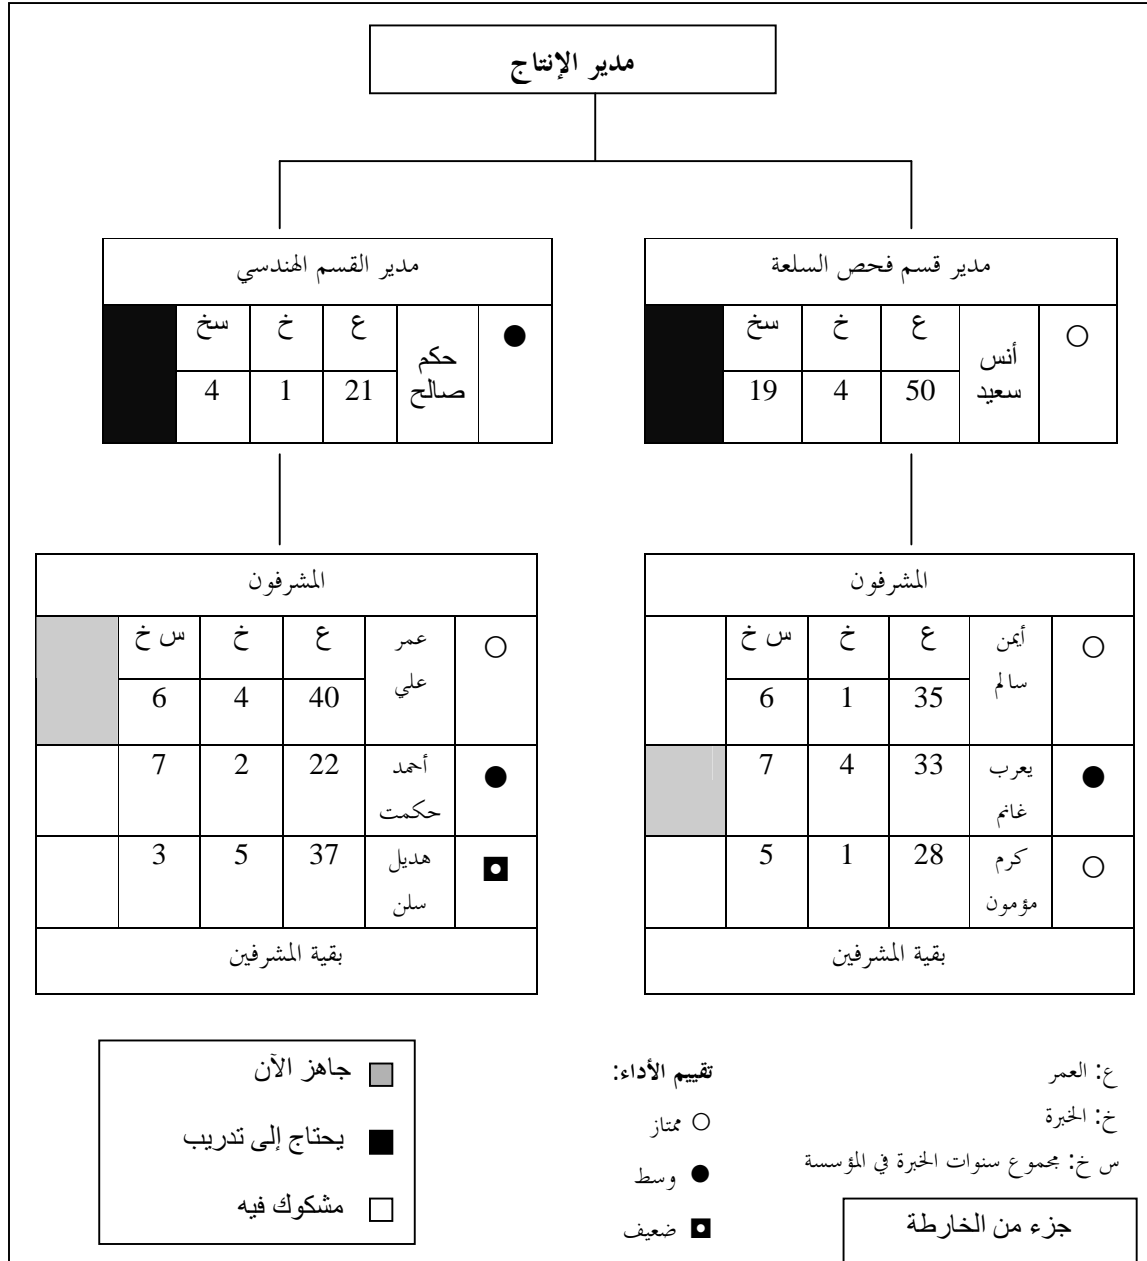 مدير الإنتاج
مدير قسم فحص السلعة
○ أنس سعيد ع خ سخ
50 4 19
مدير القسم الهندسي
● حكم صالح ع خ سخ
21 1 4
المشرفون
○ أيمن سالم ع خ س خ
35 1 6
● يعرب غانم 33 4 7
○ كرم مؤمون 28 1 5
بقية المشرفين
المشرفون
○ عمر علي ع خ س خ
40 4 6
● أحمد حكمت 22 2 7
◘ هديل سلن 37 5 3
بقية المشرفين
ع: العمر
خ: الخبرة
س خ: مجموع سنوات الخبرة في المؤسسة
جزء من الخارطة
تقييم الأداء:
○ ممتاز
● وسط
◘ ضعيف
جاهز الآن
■ يحتاج إلى تدريب
□ مشكوك فيه